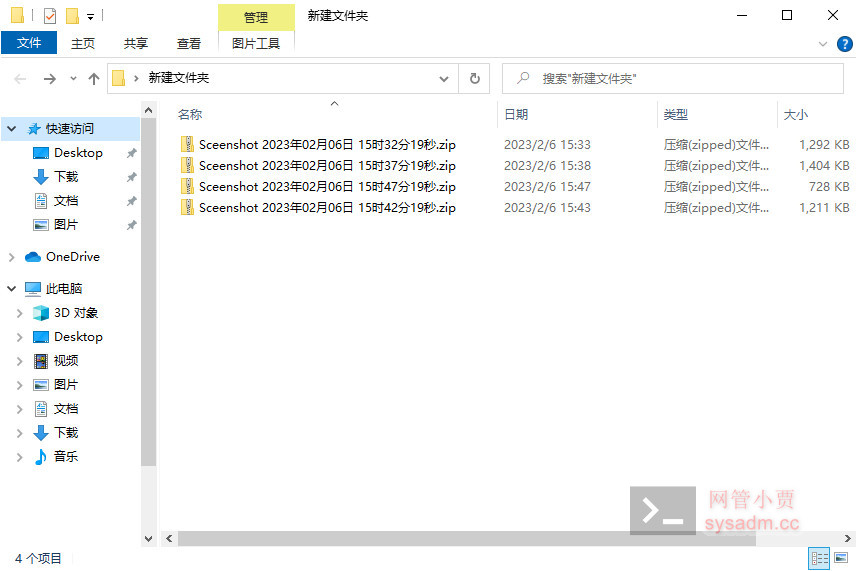 管理 新建文件夹
文件 主页 共享 查看 图片工具
新建文件夹 搜索"新建文件夹"
名称 日期 类型 大小
快速访问
Desktop
下载
文档
图片
OneDrive
此电脑
3D 对象
Desktop
视频
图片
文档
下载
音乐
Sceenshot 2023年02月06日 15时32分19秒.zip 2023/2/6 15:33 压缩(zipped)文件... 1,292 KB
Sceenshot 2023年02月06日 15时37分19秒.zip 2023/2/6 15:38 压缩(zipped)文件... 1,404 KB
Sceenshot 2023年02月06日 15时47分19秒.zip 2023/2/6 15:47 压缩(zipped)文件... 728 KB
Sceenshot 2023年02月06日 15时42分19秒.zip 2023/2/6 15:43 压缩(zipped)文件... 1,211 KB
网管小贾
sysadm.cc
4 个项目